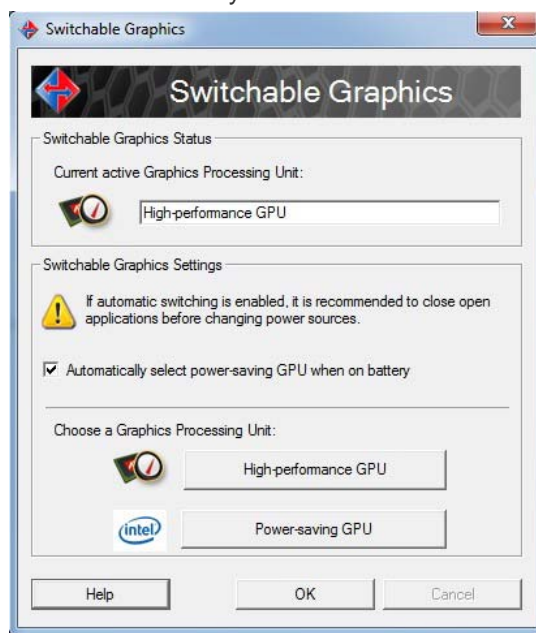 Switchable Graphics
Switchable Graphics
Switchable Graphics Status
Current active Graphics Processing Unit:
High-performance GPU
Switchable Graphics Settings
If automatic switching is enabled, it is recommended to close open
applications before changing power sources.
Automatically select power-saving GPU when on battery
Choose a Graphics Processing Unit:
High-performance GPU
intel
Power-saving GPU
Help
OK
Cancel